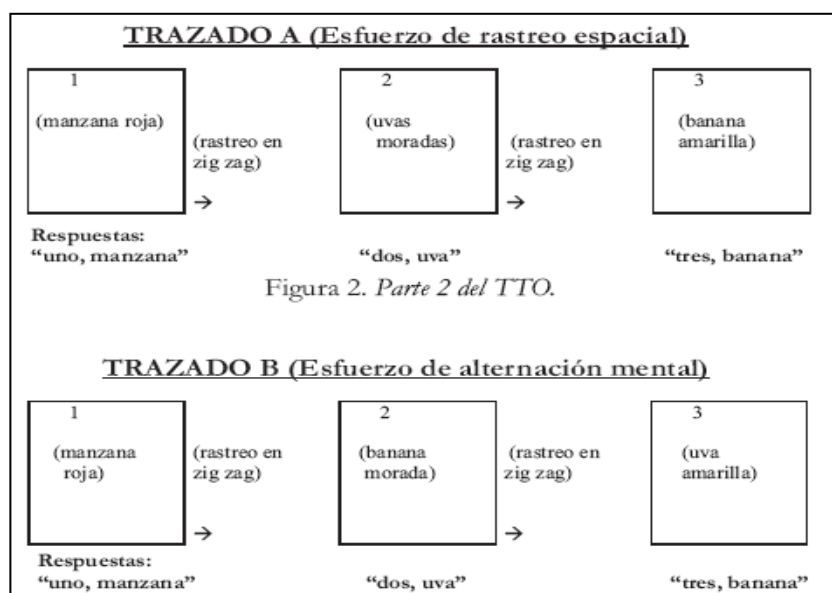 TRAZADO A (Esfuerzo de rastreo espacial)
1 2 3
(manzana roja) (uvas (banana
(rastreo en moradas) (rastreo en amarilla)
zig zag) zig zag)
→ →
Respuestas:
“uno, manzana” “dos, uva” “tres, banana”
Figura 2. Parte 2 del TTO.
TRAZADO B (Esfuerzo de alternación mental)
1 2 3
(manzana (rastreo en (banana (rastreo en (uva
roja) zig zag) morada) zig zag) amarilla)
→ →
Respuestas:
“uno, manzana” “dos, uva” “tres, banana”